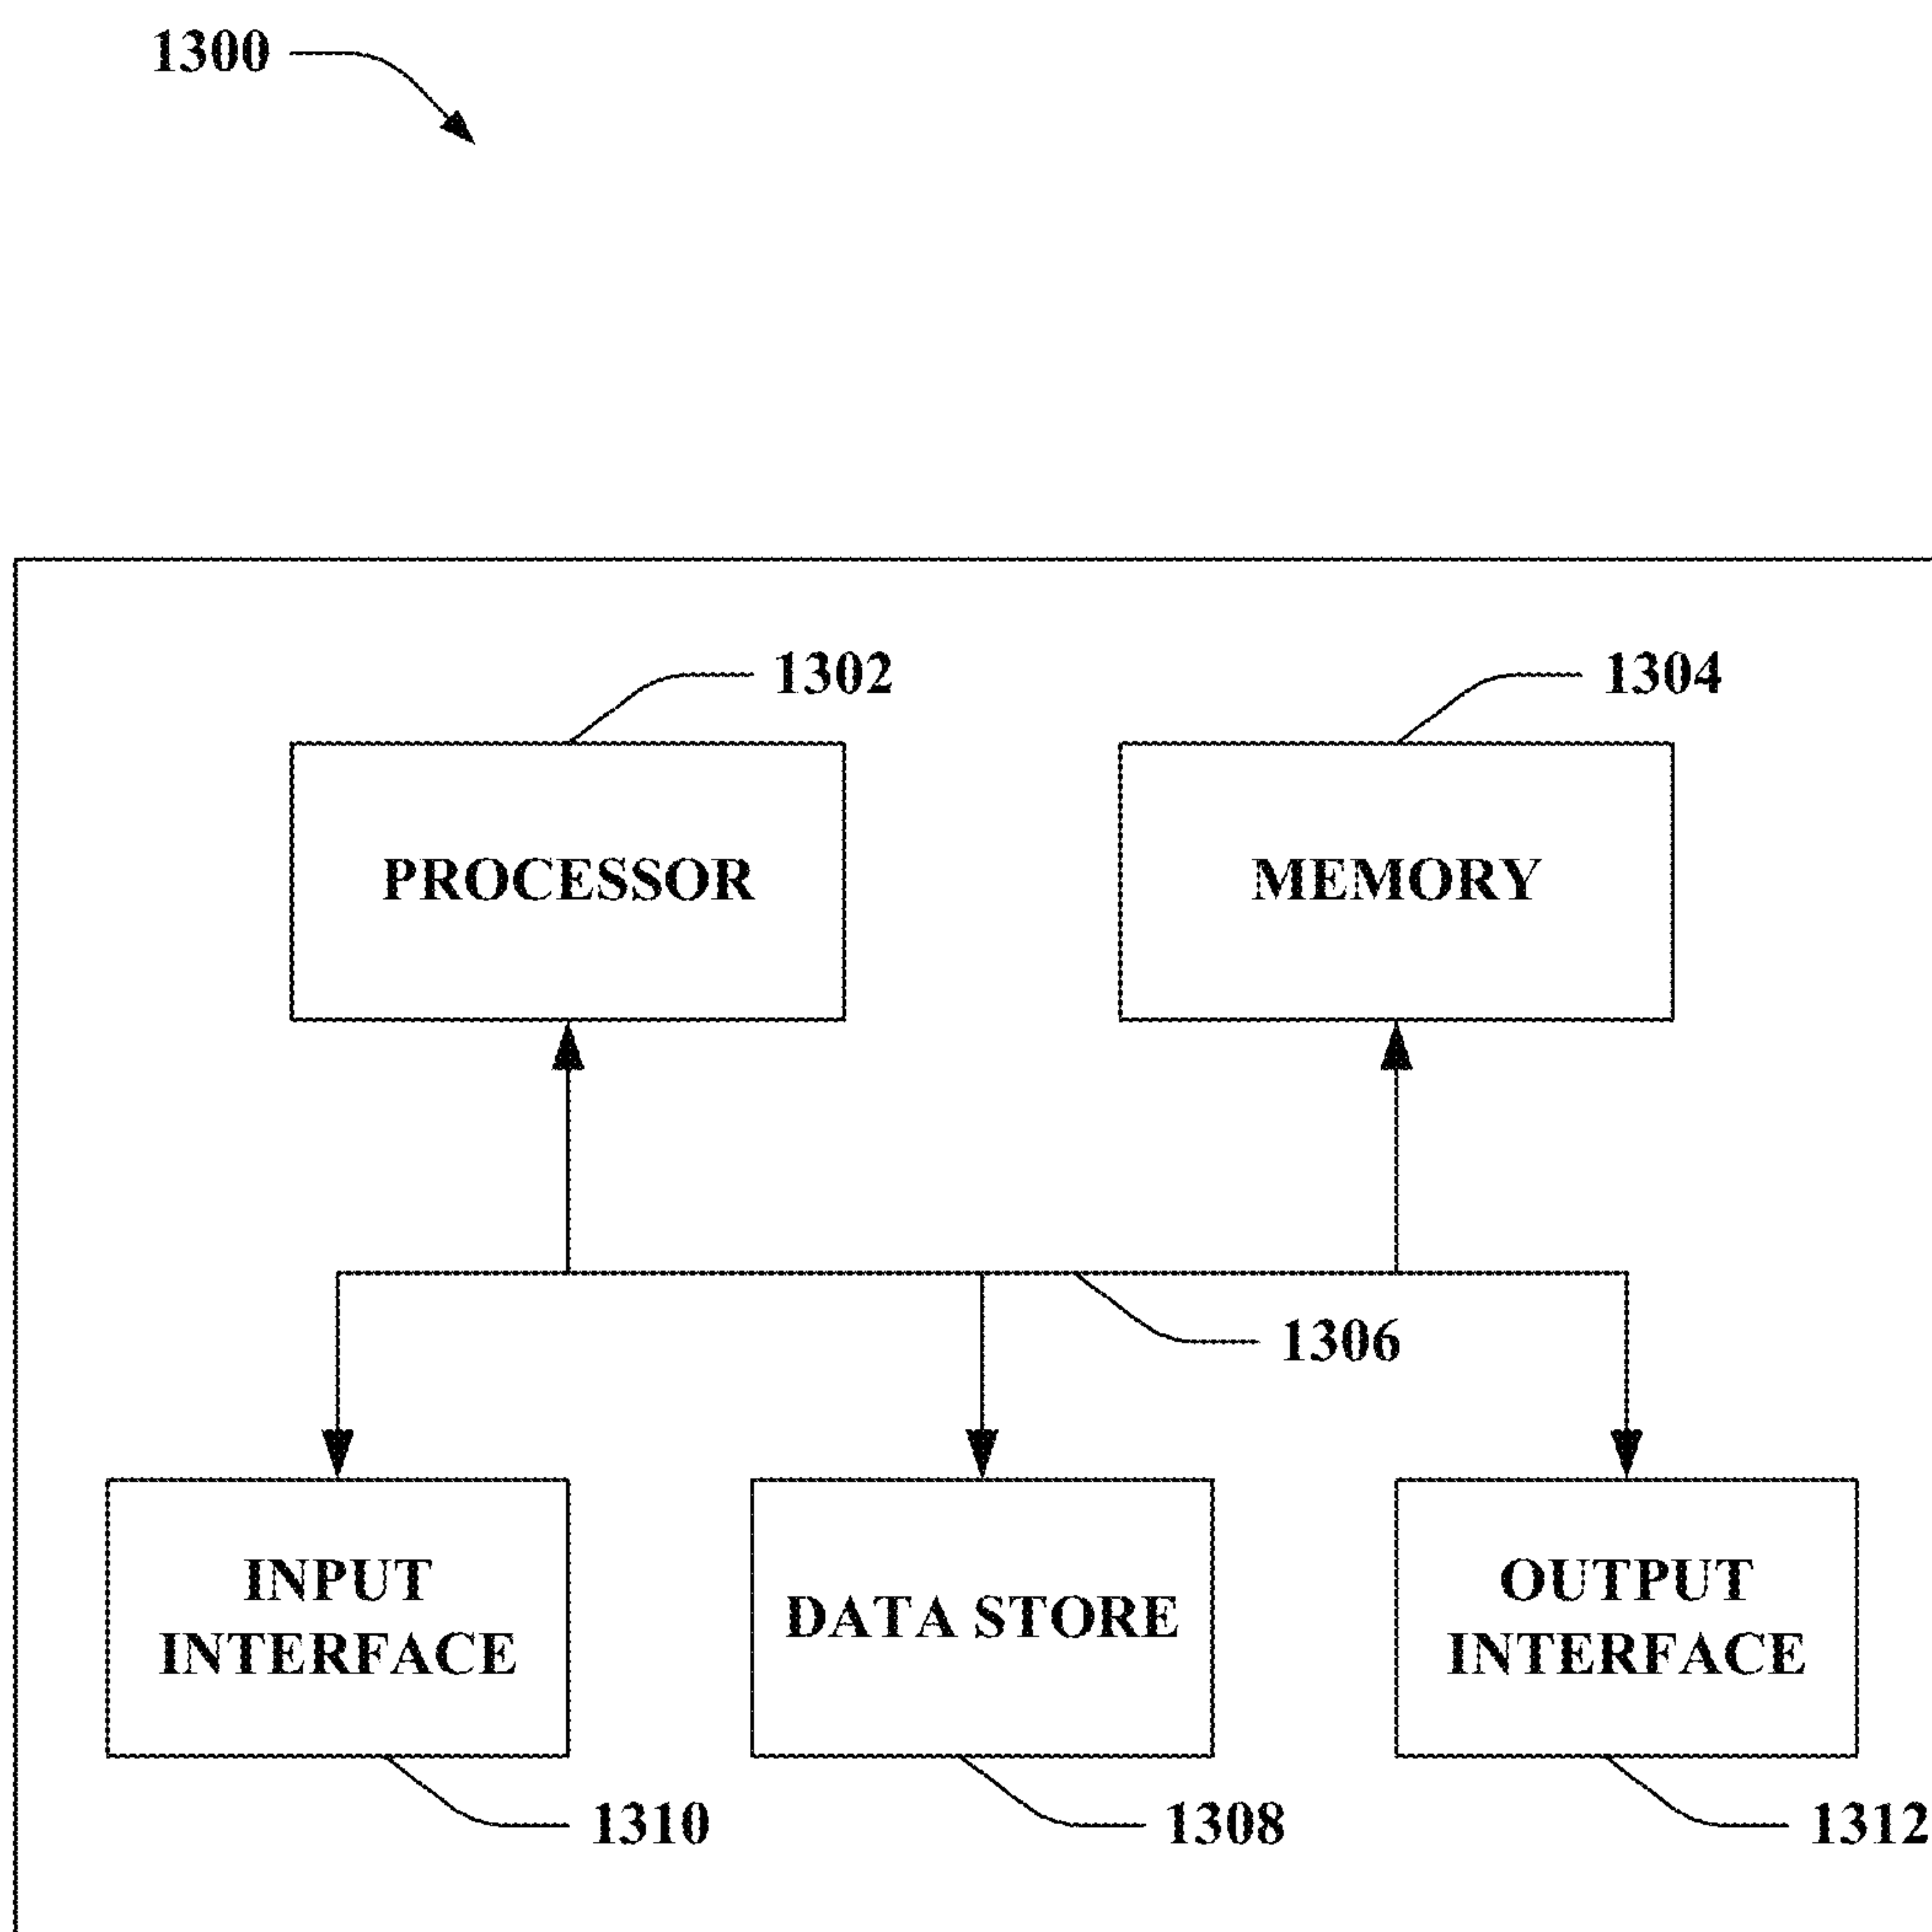 1300
1302
1304
PROCESSOR
MEMORY
1306
INPUT
INTERFACE
DATA STORE
OUTPUT
INTERFACE
1310
1308
1312